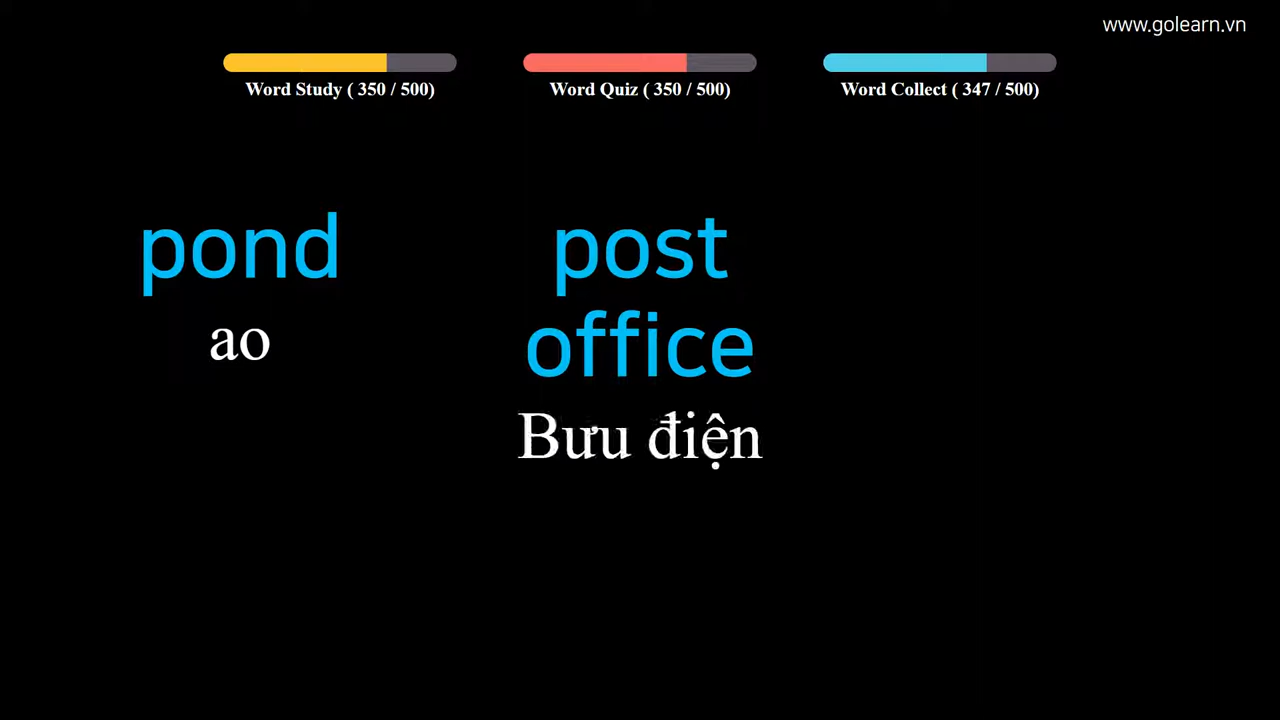 www.golearn.vn
Word Study ( 350 / 500)
Word Quiz ( 350 / 500)
Word Collect ( 347 / 500)
pond
ao
post
office
Bưu điện